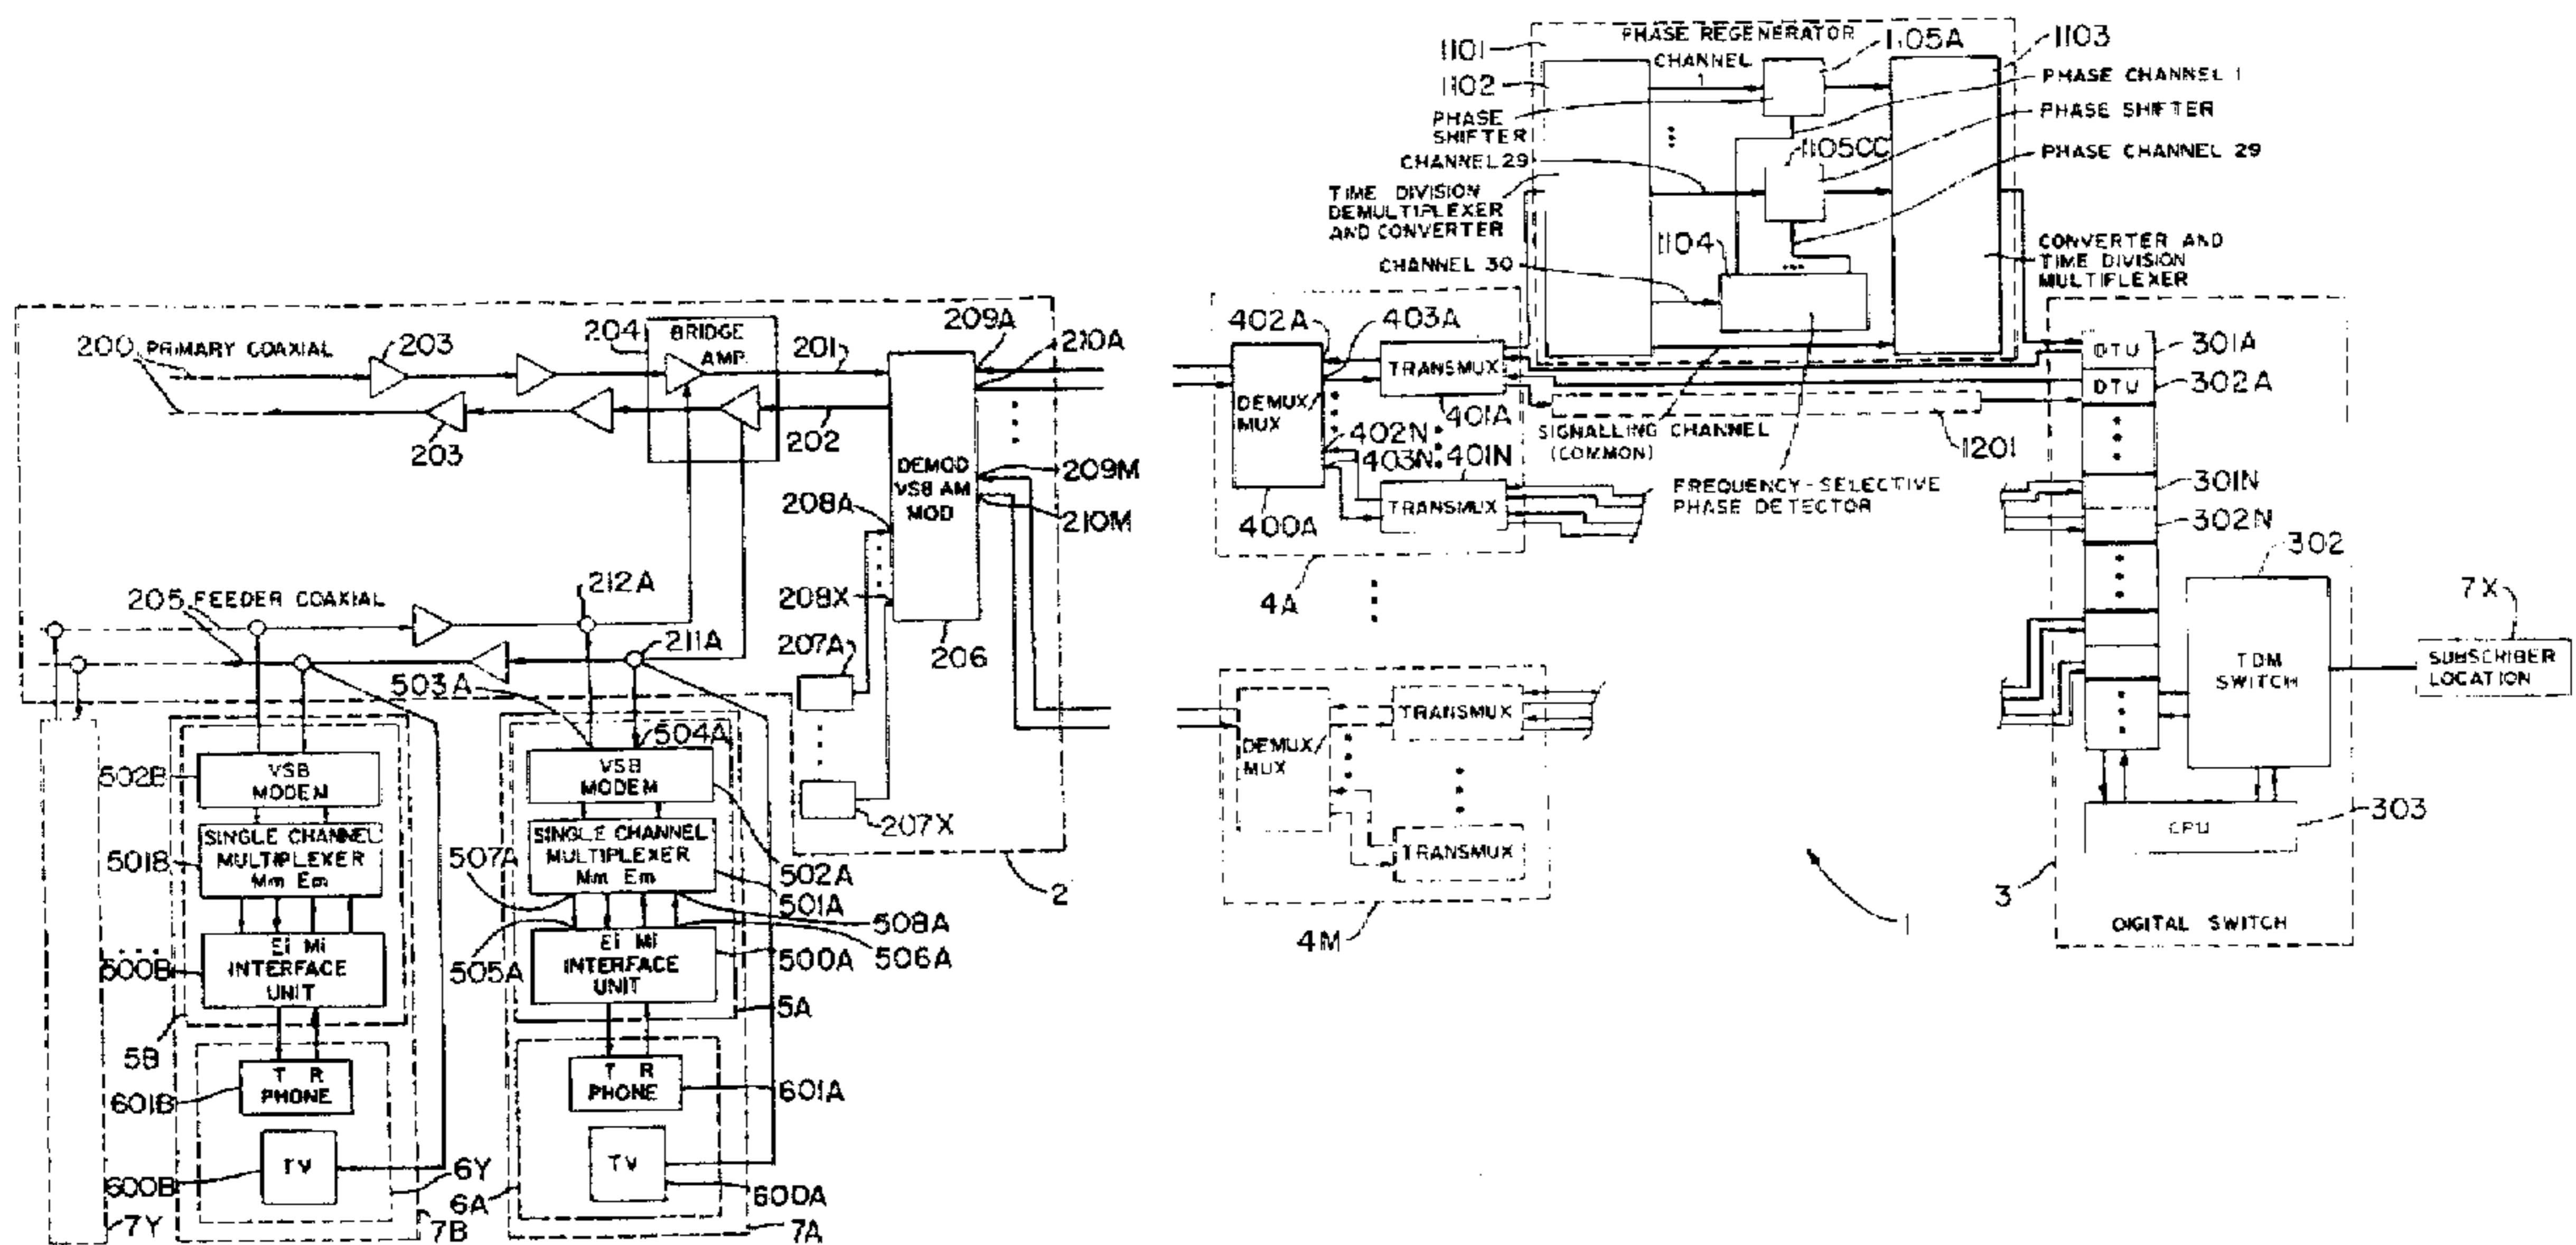 1101
PHASE REGENERATOR
1105A
1103
1102
CHANNEL
1
PHASE CHANNEL 1
PHASE
SHIFTER
PHASE SHIFTER
1105CC
CHANNEL 29
PHASE CHANNEL 29
TIME DIVISION
DEMULTIPLEXER
AND CONVERTER
1104
CHANNEL 30
CONVERTER AND
TIME DIVISION
MULTIPLEXER
200
PRIMARY COAXIAL
203
204
BRIDGE
AMP.
201
209A
210A
402A
403A
TRANSMUX
DTU
301A
DTU
302A
203
202
DEMUX/
MUX
401A
SIGNALLING CHANNEL
(COMMON)
1201
402N
403N
401N
DEMOD
VSB AM
MOD
209M
210M
208A
400A
TRANSMUX
FREQUENCY-SELECTIVE
PHASE DETECTOR
301N
302N
302
205
FEEDER COAXIAL
212A
208X
4A
7X
211A
207A
206
TDM
SWITCH
SUBSCRIBER
LOCATION
503A
504A
DEMUX/
MUX
TRANSMUX
502B
VSB
MODEM
VSB
MODEM
207X
TRANSMUX
CPU
303
501B
SINGLE CHANNEL
MULTIPLEXER
Mm Em
507A
SINGLE CHANNEL
MULTIPLEXER
Mm Em
502A
501A
2
508A
4M
1
3
DIGITAL SWITCH
500B
Ei Mi
INTERFACE
UNIT
505A
Ei Mi
INTERFACE
UNIT
500A
506A
5B
5A
601B
T R
PHONE
T R
PHONE
601A
600B
TV
6Y
6A
TV
600A
7Y
7B
7A